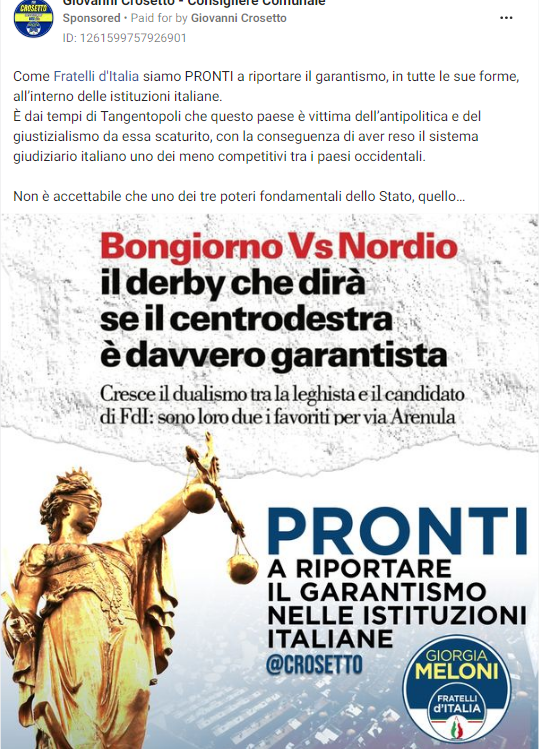 CROSETTO
Giovanni Crosetto - Consigliere Comunale
Sponsored • Paid for by Giovanni Crosetto
ID: 1261599757926901
Come Fratelli d'Italia siamo PRONTI a riportare il garantismo, in tutte le sue forme,
all'interno delle istituzioni italiane.
È dai tempi di Tangentopoli che questo paese è vittima dell'antipolitica e del
giustizialismo da essa scaturito, con la conseguenza di aver reso il sistema
giudiziario italiano uno dei meno competitivi tra i paesi occidentali.
Non è accettabile che uno dei tre poteri fondamentali dello Stato, quello...
Bongiorno Vs Nordio
il derby che dirà
se il centrodestra
è davvero garantista
Cresce il dualismo tra la leghista e il candidato
di FdI: sono loro due i favoriti per via Arenula
PRONTI
A RIPORTARE
IL GARANTISMO
NELLE ISTITUZIONI
ITALIANE
@CROSETTO
GIORGIA
MELONI
FRATELLI
d'ITALIA